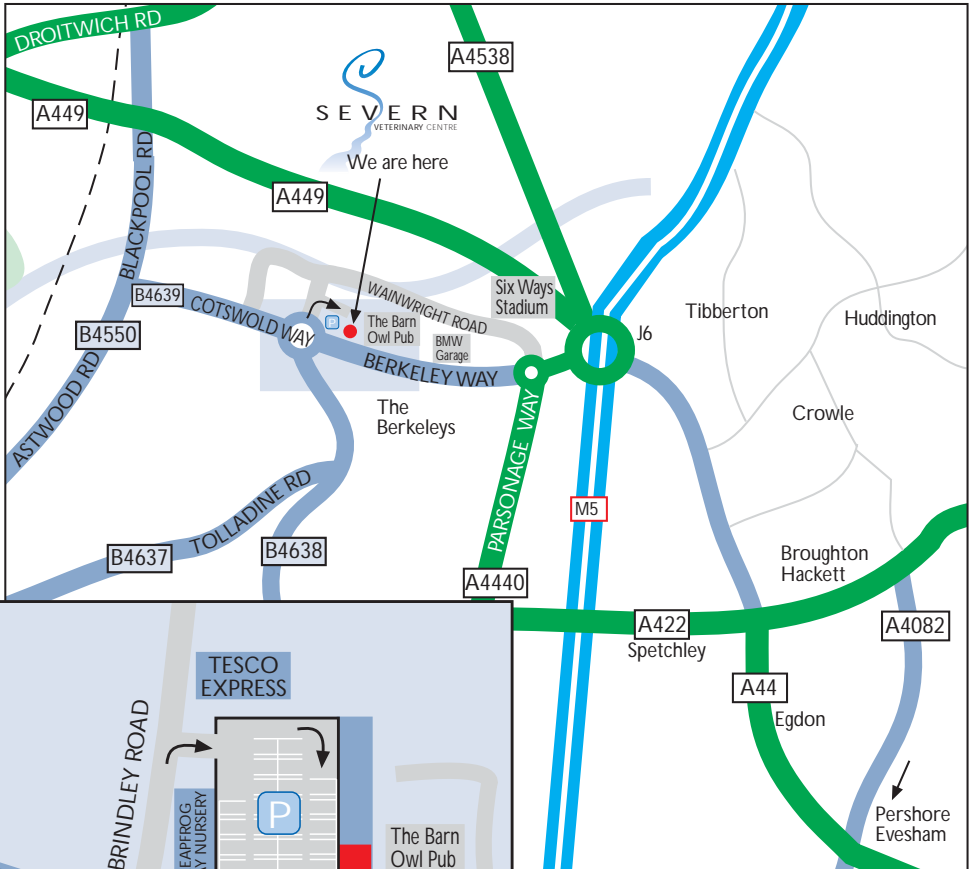 DROITWICH RD
A4538
SEVERN
VETERINARY CENTRE
A449
We are here
BLACKPOOL RD
A449
WAINWRIGHT ROAD
Six Ways
Stadium
Tibberton
Huddington
B4639
COTSWOLD WAY
P
The Barn
Owl Pub
BMW
Garage
J6
B4550
BERKELEY WAY
ASTWOOD RD
The
Berkeleys
PARSONAGE WAY
Crowle
TOLLADINE RD
M5
B4637
B4638
A4440
Broughton
Hackett
A422
Spetchley
A4082
TESCO
EXPRESS
A44
Egdon
BRINDLEY ROAD
P
EAPFROG
AY NURSERY
The Barn
Owl Pub
Pershore
Evesham